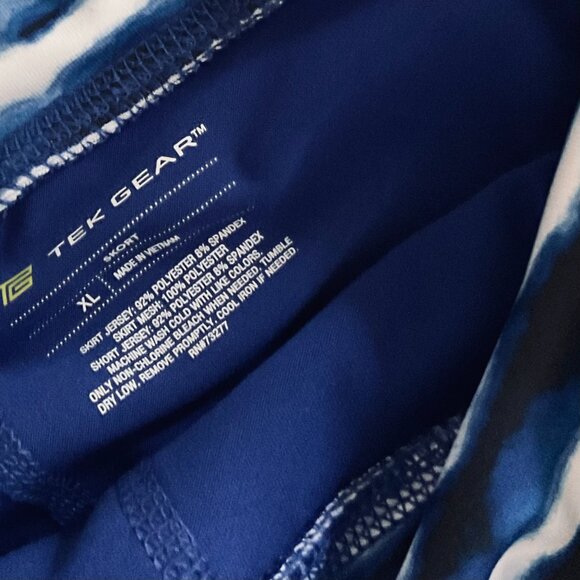 TG
TEK GEAR™
SKORT
XL
MADE IN VIETNAM
SKIRT JERSEY: 92% POLYESTER 8% SPANDEX
SKIRT MESH: 100% POLYESTER
SHORT JERSEY: 92% POLYESTER 8% SPANDEX
MACHINE WASH COLD WITH LIKE COLORS.
ONLY NON-CHLORINE BLEACH WHEN NEEDED, TUMBLE
DRY LOW. REMOVE PROMPTLY. COOL IRON IF NEEDED.
RN#73277